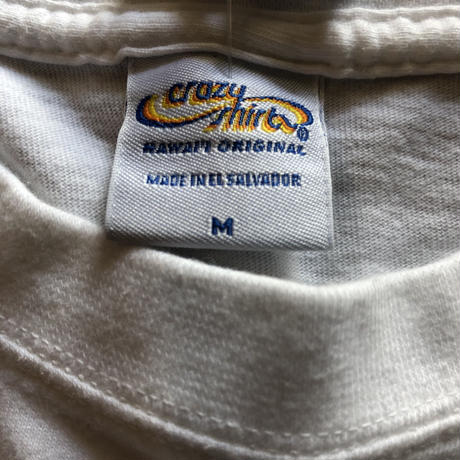 crazy
shirts®
HAWAI'I ORIGINAL
MADE IN EL SALVADOR
M